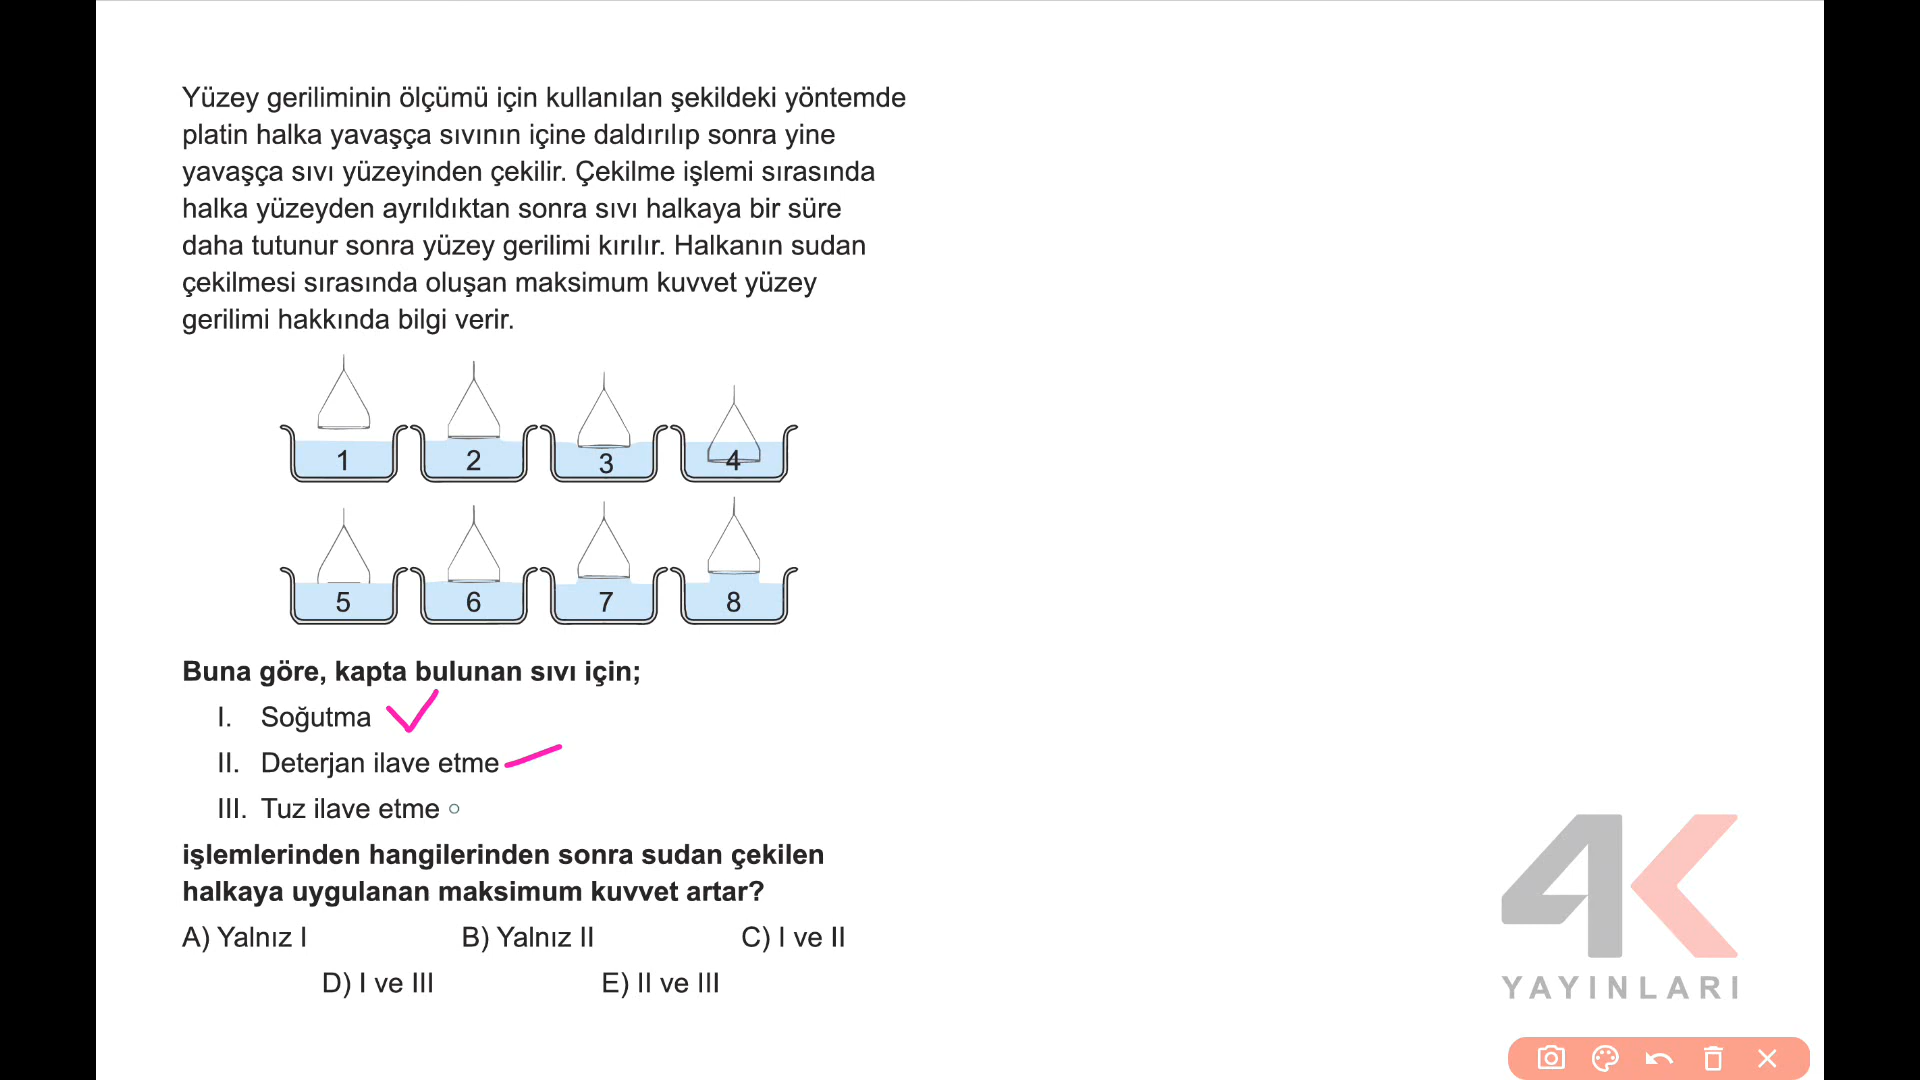 Yüzey geriliminin ölçümü için kullanılan şekildeki yöntemde
platin halka yavaşça sıvının içine daldırılıp sonra yine
yavaşça sıvı yüzeyinden çekilir. Çekilme işlemi sırasında
halka yüzeyden ayrıldıktan sonra sıvı halkaya bir süre
daha tutunur sonra yüzey gerilimi kırılır. Halkanın sudan
çekilmesi sırasında oluşan maksimum kuvvet yüzey
gerilimi hakkında bilgi verir.
1 2 3 4
5 6 7 8
Buna göre, kapta bulunan sıvı için;
I. Soğutma
II. Deterjan ilave etme
III. Tuz ilave etme
işlemlerinden hangilerinden sonra sudan çekilen
halkaya uygulanan maksimum kuvvet artar?
A) Yalnız I B) Yalnız II C) I ve II
D) I ve III E) II ve III
4K
YAYINLARI